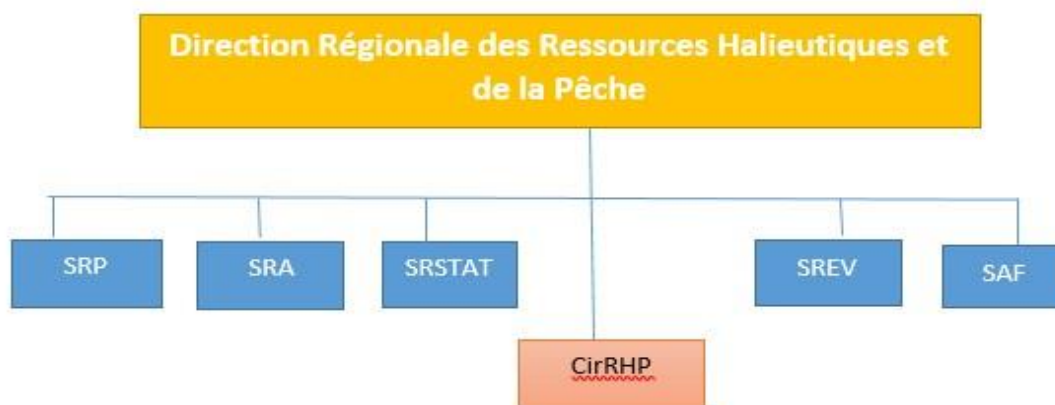 Direction Régionale des Ressources Halieutiques et
de la Pêche
SRP
SRA
SRSTAT
SREV
SAF
CirRHP